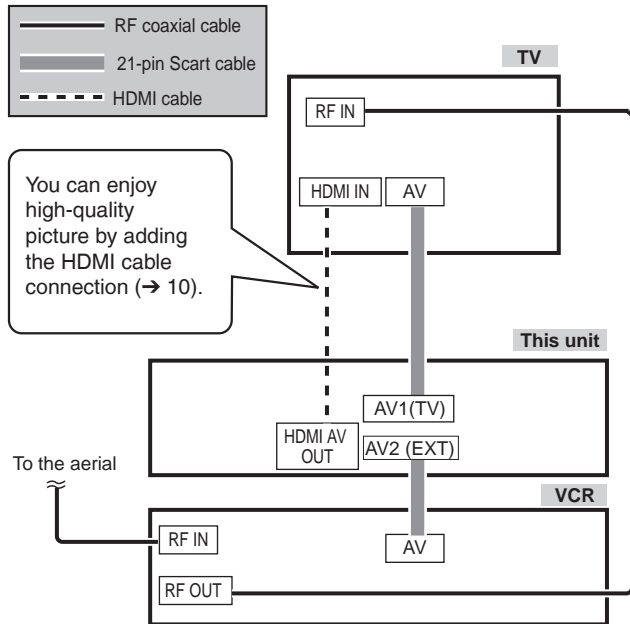 RF coaxial cable
21-pin Scart cable
HDMI cable
TV
RF IN
You can enjoy
high-quality
picture by adding
the HDMI cable
connection (➔ 10).
HDMI IN
AV
This unit
AV1(TV)
HDMI AV
OUT
AV2 (EXT)
To the aerial
VCR
RF IN
AV
RF OUT